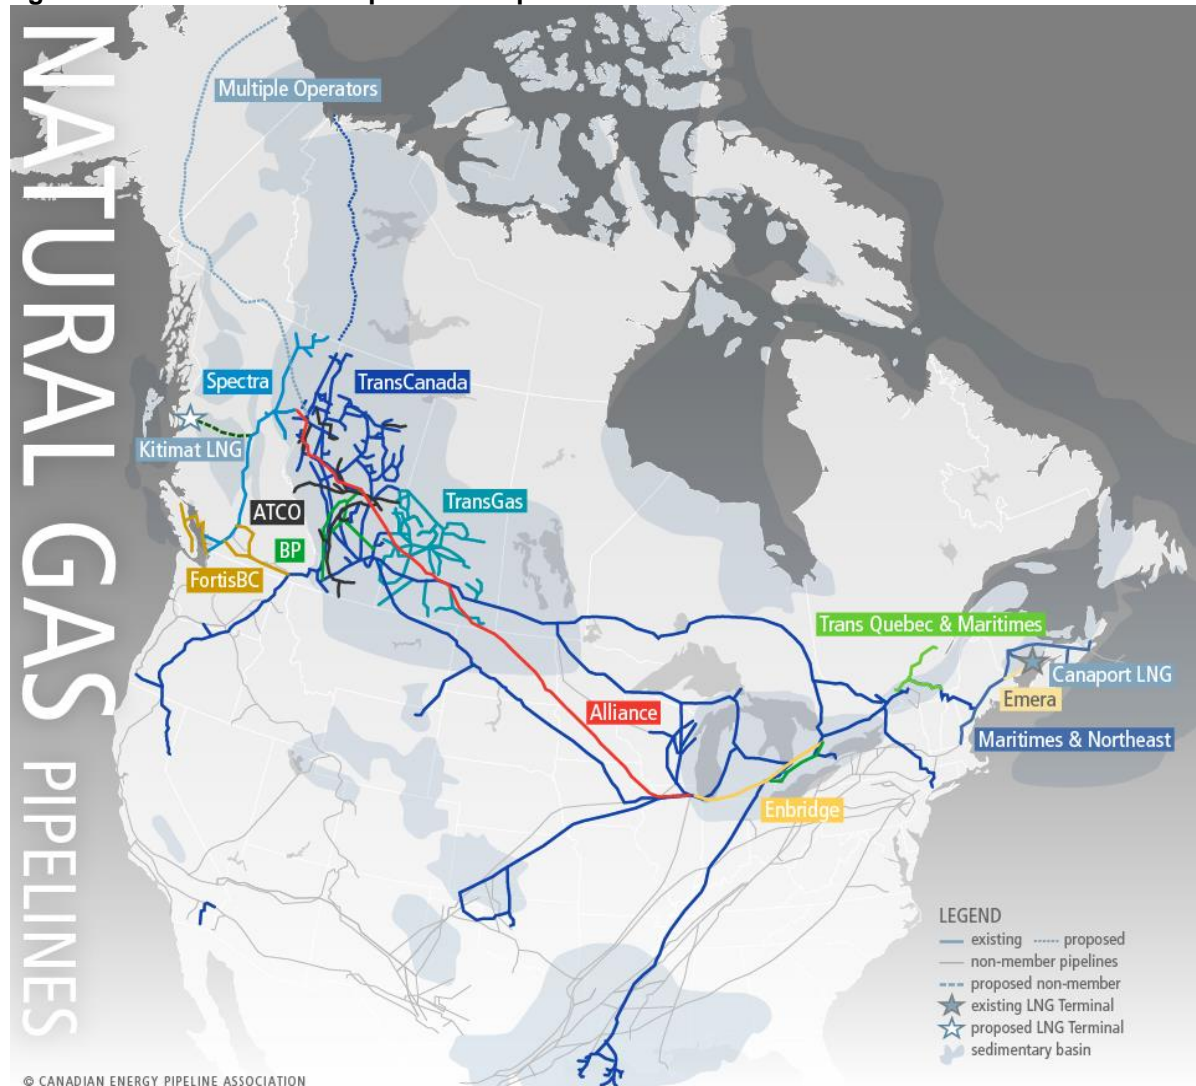 NATURAL GAS PIPELINES
Multiple Operators
Spectra
TransCanada
Kitimat LNG
ATCO
TransGas
BP
FortisBC
Trans Quebec & Maritimes
Canaport LNG
Emera
Alliance
Maritimes & Northeast
Enbridge
LEGEND
existing
proposed
non-member pipelines
proposed non-member
existing LNG Terminal
proposed LNG Terminal
sedimentary basin
© CANADIAN ENERGY PIPELINE ASSOCIATION